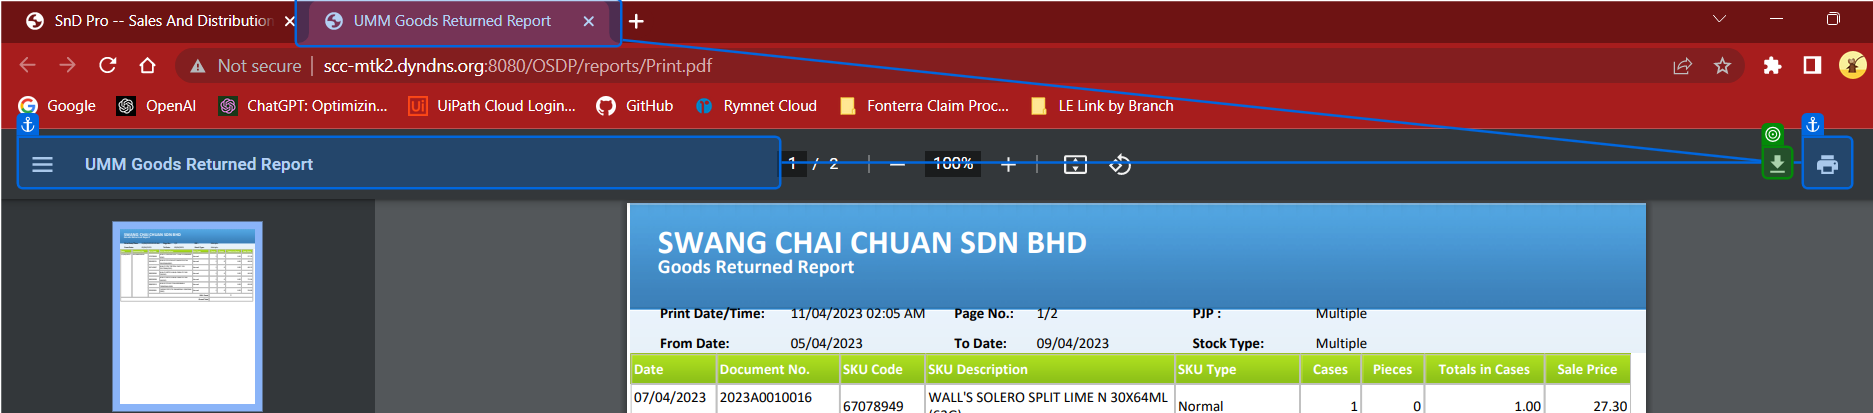 SnD Pro -- Sales And Distribution
UMM Goods Returned Report
Not secure | scc-mtk2.dyndns.org:8080/OSDP/reports/Print.pdf
Google OpenAI ChatGPT: Optimizin... UiPath Cloud Login... GitHub Rymnet Cloud Fonterra Claim Proc... LE Link by Branch
UMM Goods Returned Report 1 / 2 100%
SWANG CHAI CHUAN SDN BHD
Goods Returned Report
Print Date/Time: 11/04/2023 02:05 AM Page No.: 1/2 PJP : Multiple
From Date: 05/04/2023 To Date: 09/04/2023 Stock Type: Multiple
Date Document No. SKU Code SKU Description SKU Type Cases Pieces Totals in Cases Sale Price
07/04/2023 2023A0010016 67078949 WALL'S SOLERO SPLIT LIME N 30X64ML Normal 1 0 1.00 27.30